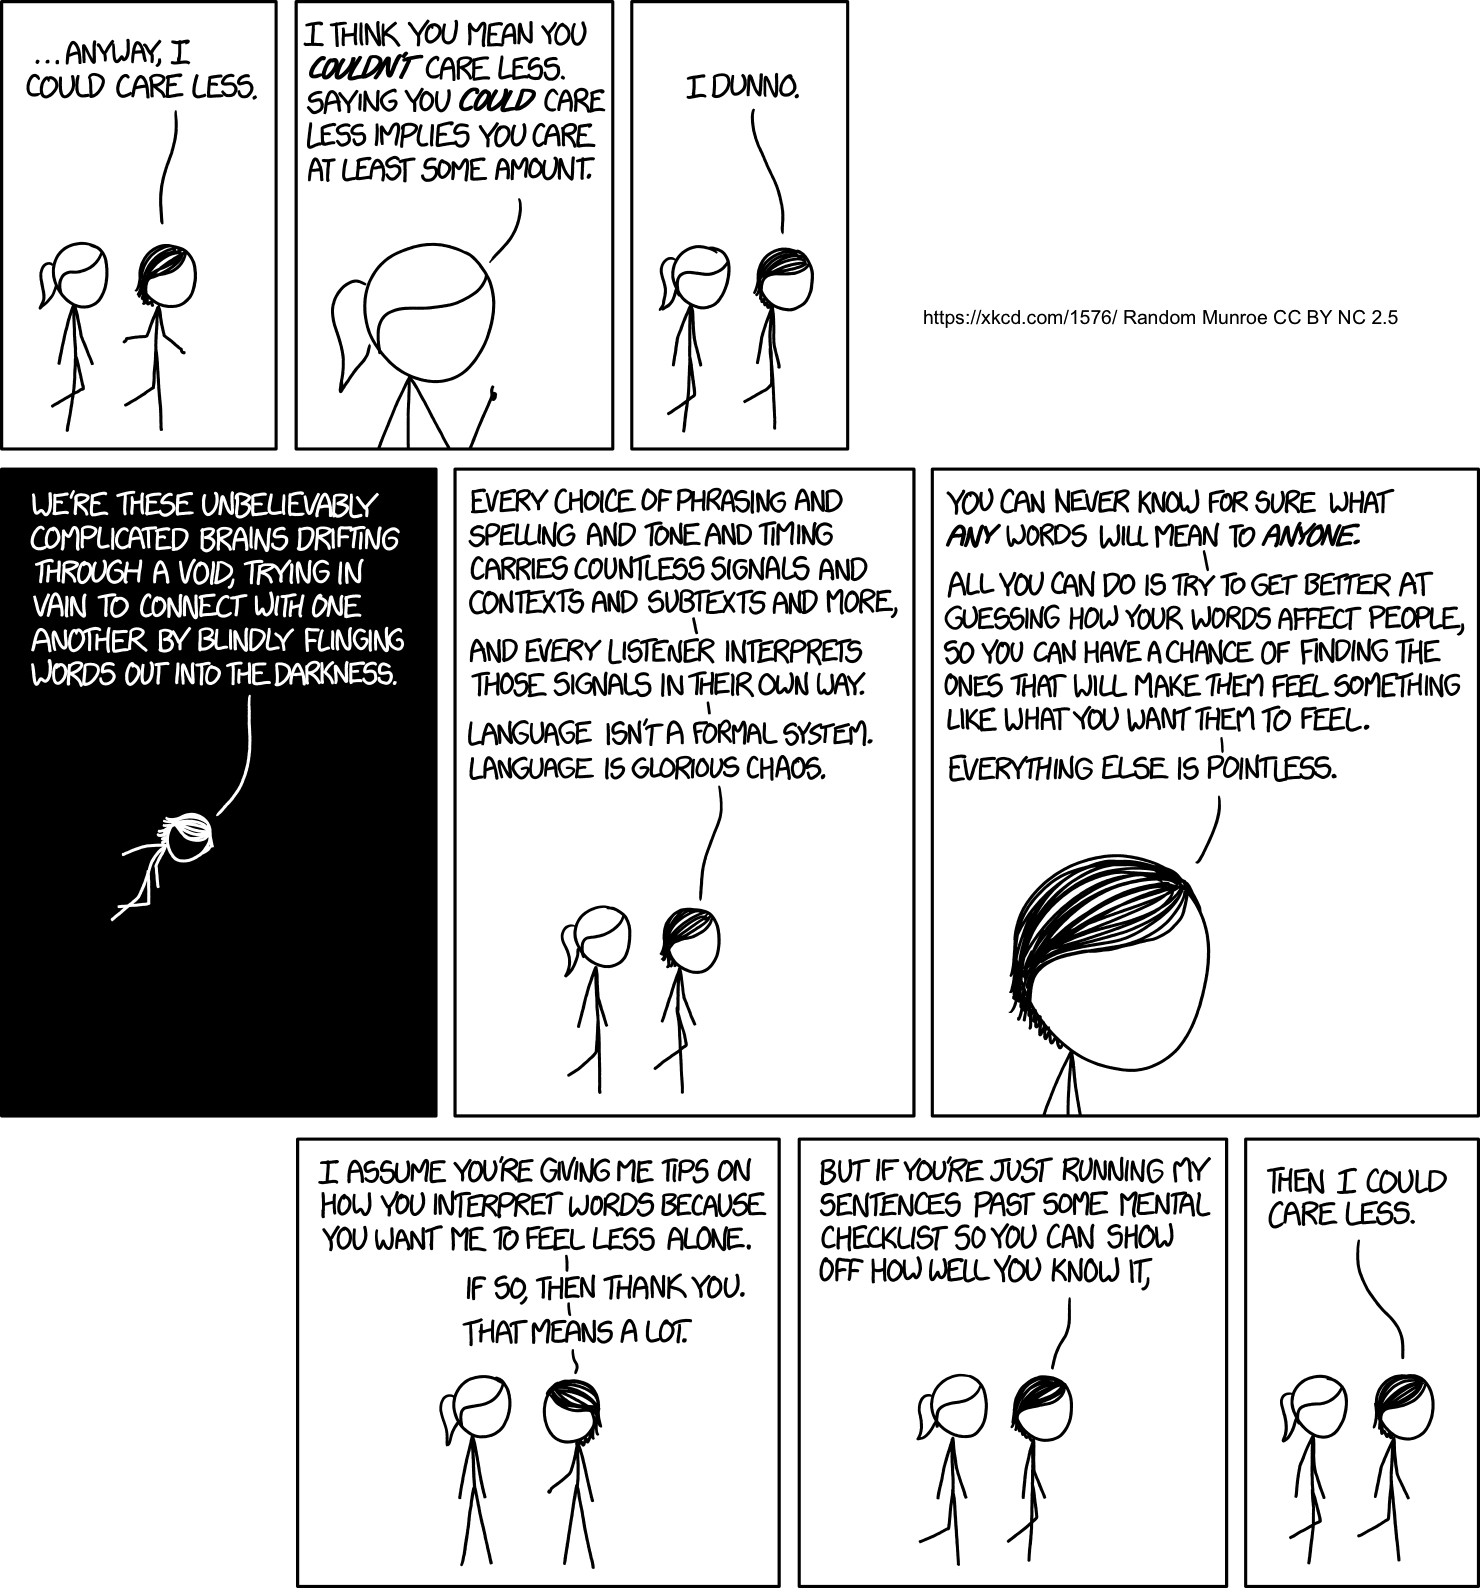 ...ANYWAY, I
COULD CARE LESS.
I THINK YOU MEAN YOU
COULDN'T CARE LESS.
SAYING YOU COULD CARE
LESS IMPLIES YOU CARE
AT LEAST SOME AMOUNT.
I DUNNO.
https://xkcd.com/1576/ Random Munroe CC BY NC 2.5
WE'RE THESE UNBELIEVABLY
COMPLICATED BRAINS DRIFTING
THROUGH A VOID, TRYING IN
VAIN TO CONNECT WITH ONE
ANOTHER BY BLINDLY FLINGING
WORDS OUT INTO THE DARKNESS.
EVERY CHOICE OF PHRASING AND
SPELLING AND TONE AND TIMING
CARRIES COUNTLESS SIGNALS AND
CONTEXTS AND SUBTEXTS AND MORE,
AND EVERY LISTENER INTERPRETS
THOSE SIGNALS IN THEIR OWN WAY.
LANGUAGE ISN'T A FORMAL SYSTEM.
LANGUAGE IS GLORIOUS CHAOS.
YOU CAN NEVER KNOW FOR SURE WHAT
ANY WORDS WILL MEAN TO ANYONE.
ALL YOU CAN DO IS TRY TO GET BETTER AT
GUESSING HOW YOUR WORDS AFFECT PEOPLE,
SO YOU CAN HAVE A CHANCE OF FINDING THE
ONES THAT WILL MAKE THEM FEEL SOMETHING
LIKE WHAT YOU WANT THEM TO FEEL.
EVERYTHING ELSE IS POINTLESS.
I ASSUME YOU'RE GIVING ME TIPS ON
HOW YOU INTERPRET WORDS BECAUSE
YOU WANT ME TO FEEL LESS ALONE.
IF SO, THEN THANK YOU.
THAT MEANS A LOT.
BUT IF YOU'RE JUST RUNNING MY
SENTENCES PAST SOME MENTAL
CHECKLIST SO YOU CAN SHOW
OFF HOW WELL YOU KNOW IT,
THEN I COULD
CARE LESS.